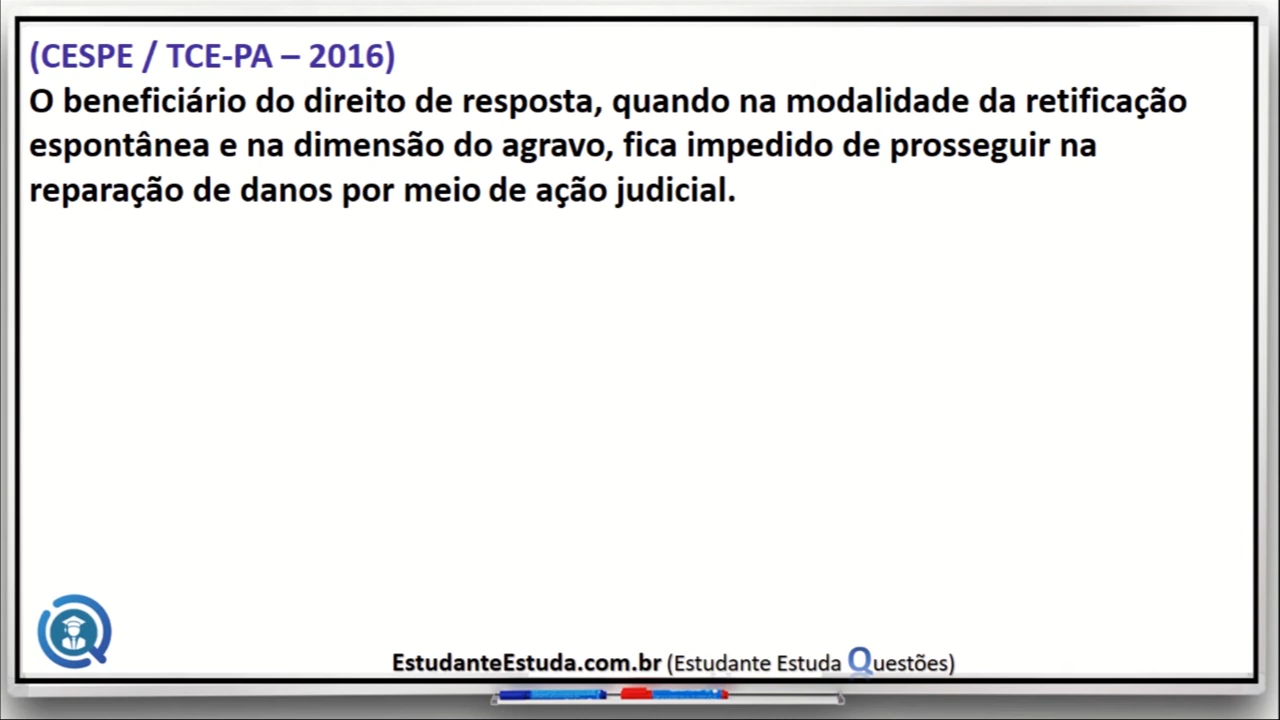 (CESPE / TCE-PA – 2016)
O beneficiário do direito de resposta, quando na modalidade da retificação
espontânea e na dimensão do agravo, fica impedido de prosseguir na
reparação de danos por meio de ação judicial.
EstudanteEstuda.com.br (Estudante Estuda Questões)